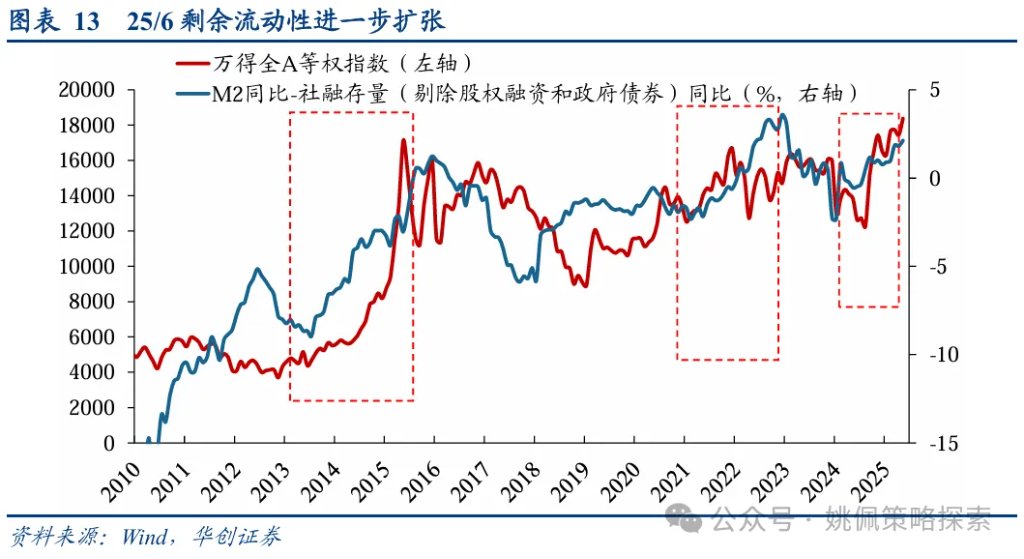 图表 13 25/6 剩余流动性进一步扩张
万得全A等权指数（左轴）
M2同比-社融存量（剔除股权融资和政府债券）同比（%，右轴）
20000
18000
16000
14000
12000
10000
8000
6000
4000
2000
0
5
0
-5
-10
-15
2010 2011 2012 2013 2014 2015 2016 2017 2018 2019 2020 2021 2022 2023 2024 2025
公众号·姚佩策略探索
资料来源：Wind，华创证券